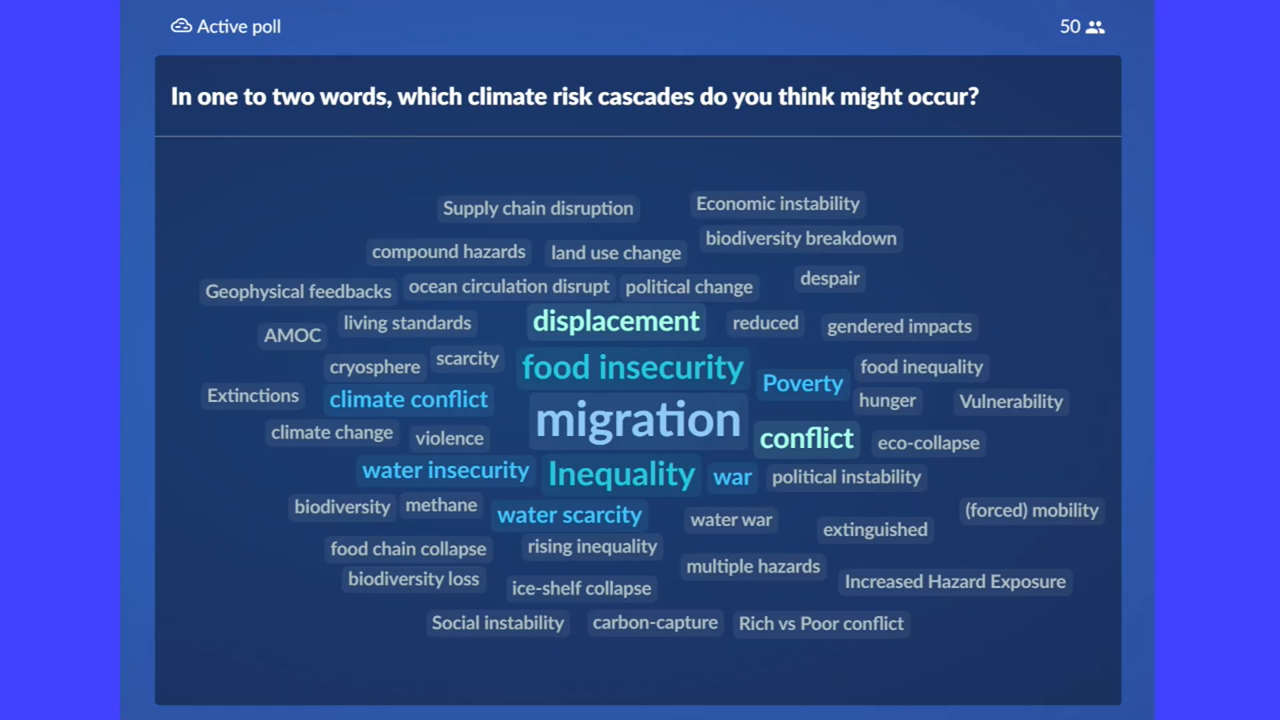 Active poll
50
In one to two words, which climate risk cascades do you think might occur?
Supply chain disruption
Economic instability
compound hazards
land use change
biodiversity breakdown
Geophysical feedbacks
ocean circulation disrupt
political change
despair
AMOC
living standards
displacement
reduced
gendered impacts
cryosphere
scarcity
food insecurity
Poverty
food inequality
Extinctions
climate conflict
migration
hunger
Vulnerability
climate change
violence
conflict
eco-collapse
water insecurity
Inequality
war
political instability
biodiversity
methane
water scarcity
water war
extinguished
(forced) mobility
food chain collapse
rising inequality
multiple hazards
biodiversity loss
ice-shelf collapse
Increased Hazard Exposure
Social instability
carbon-capture
Rich vs Poor conflict